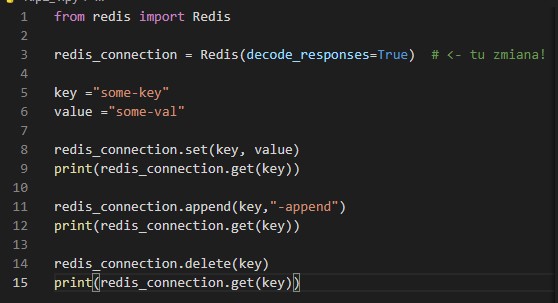 1 from redis import Redis
2
3 redis_connection = Redis(decode_responses=True)  # <- tu zmiana!
4
5 key ="some-key"
6 value ="some-val"
7
8 redis_connection.set(key, value)
9 print(redis_connection.get(key))
10
11 redis_connection.append(key,"-append")
12 print(redis_connection.get(key))
13
14 redis_connection.delete(key)
15 print(redis_connection.get(key))